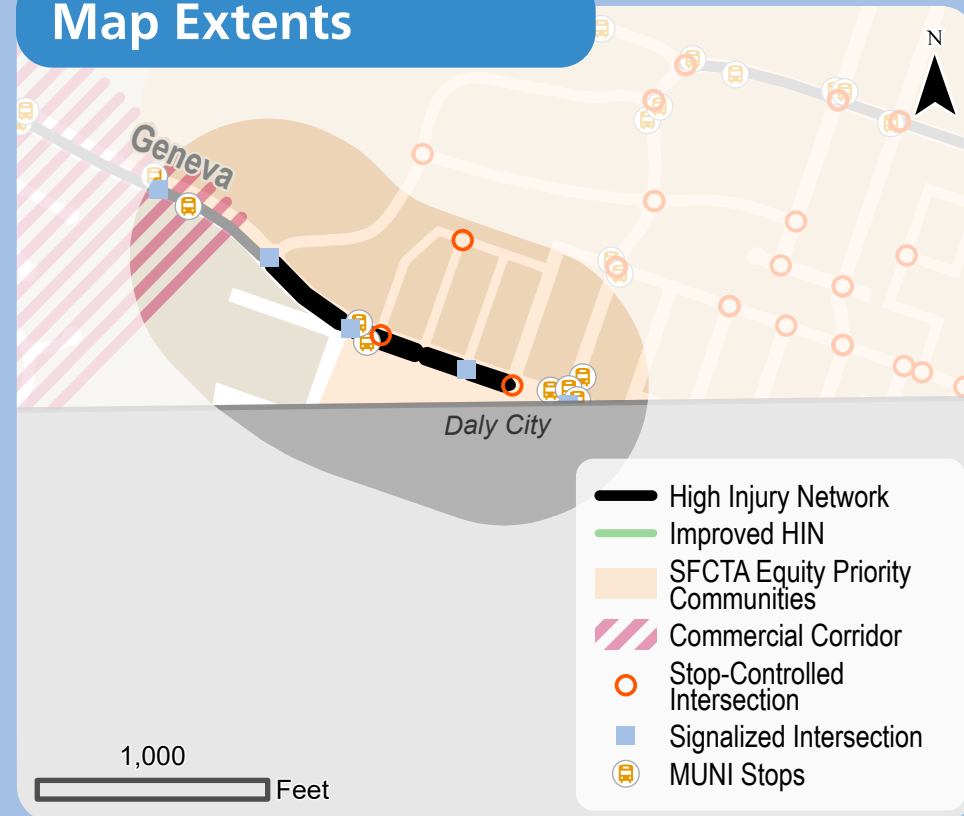 Map Extents
N
Geneva
Daly City
High Injury Network
Improved HIN
SFCTA Equity Priority
Communities
Commercial Corridor
Stop-Controlled
Intersection
Signalized Intersection
MUNI Stops
1,000
Feet